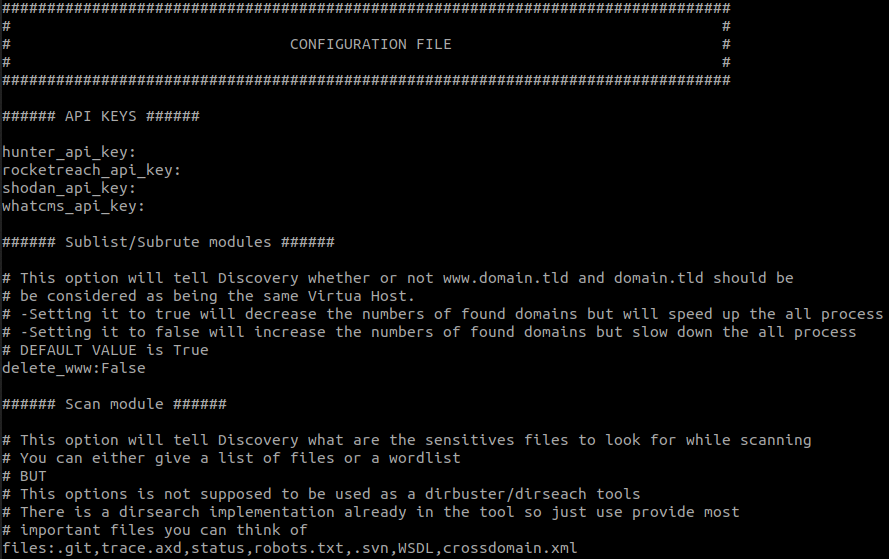 #################################################################################
#                                                                               #
#                               CONFIGURATION FILE                              #
#                                                                               #
#################################################################################
###### API KEYS ######
hunter_api_key:
rocketreach_api_key:
shodan_api_key:
whatcms_api_key:
###### Sublist/Subrute modules ######
# This option will tell Discovery whether or not www.domain.tld and domain.tld should be
# be considered as being the same Virtua Host.
# -Setting it to true will decrease the numbers of found domains but will speed up the all process
# -Setting it to false will increase the numbers of found domains but slow down the all process
# DEFAULT VALUE is True
delete_www:False
###### Scan module ######
# This option will tell Discovery what are the sensitives files to look for while scanning
# You can either give a list of files or a wordlist
# BUT
# This options is not supposed to be used as a dirbuster/dirseach tools
# There is a dirsearch implementation already in the tool so just use provide most
# important files you can think of
files:.git,trace.axd,status,robots.txt,.svn,WSDL,crossdomain.xml